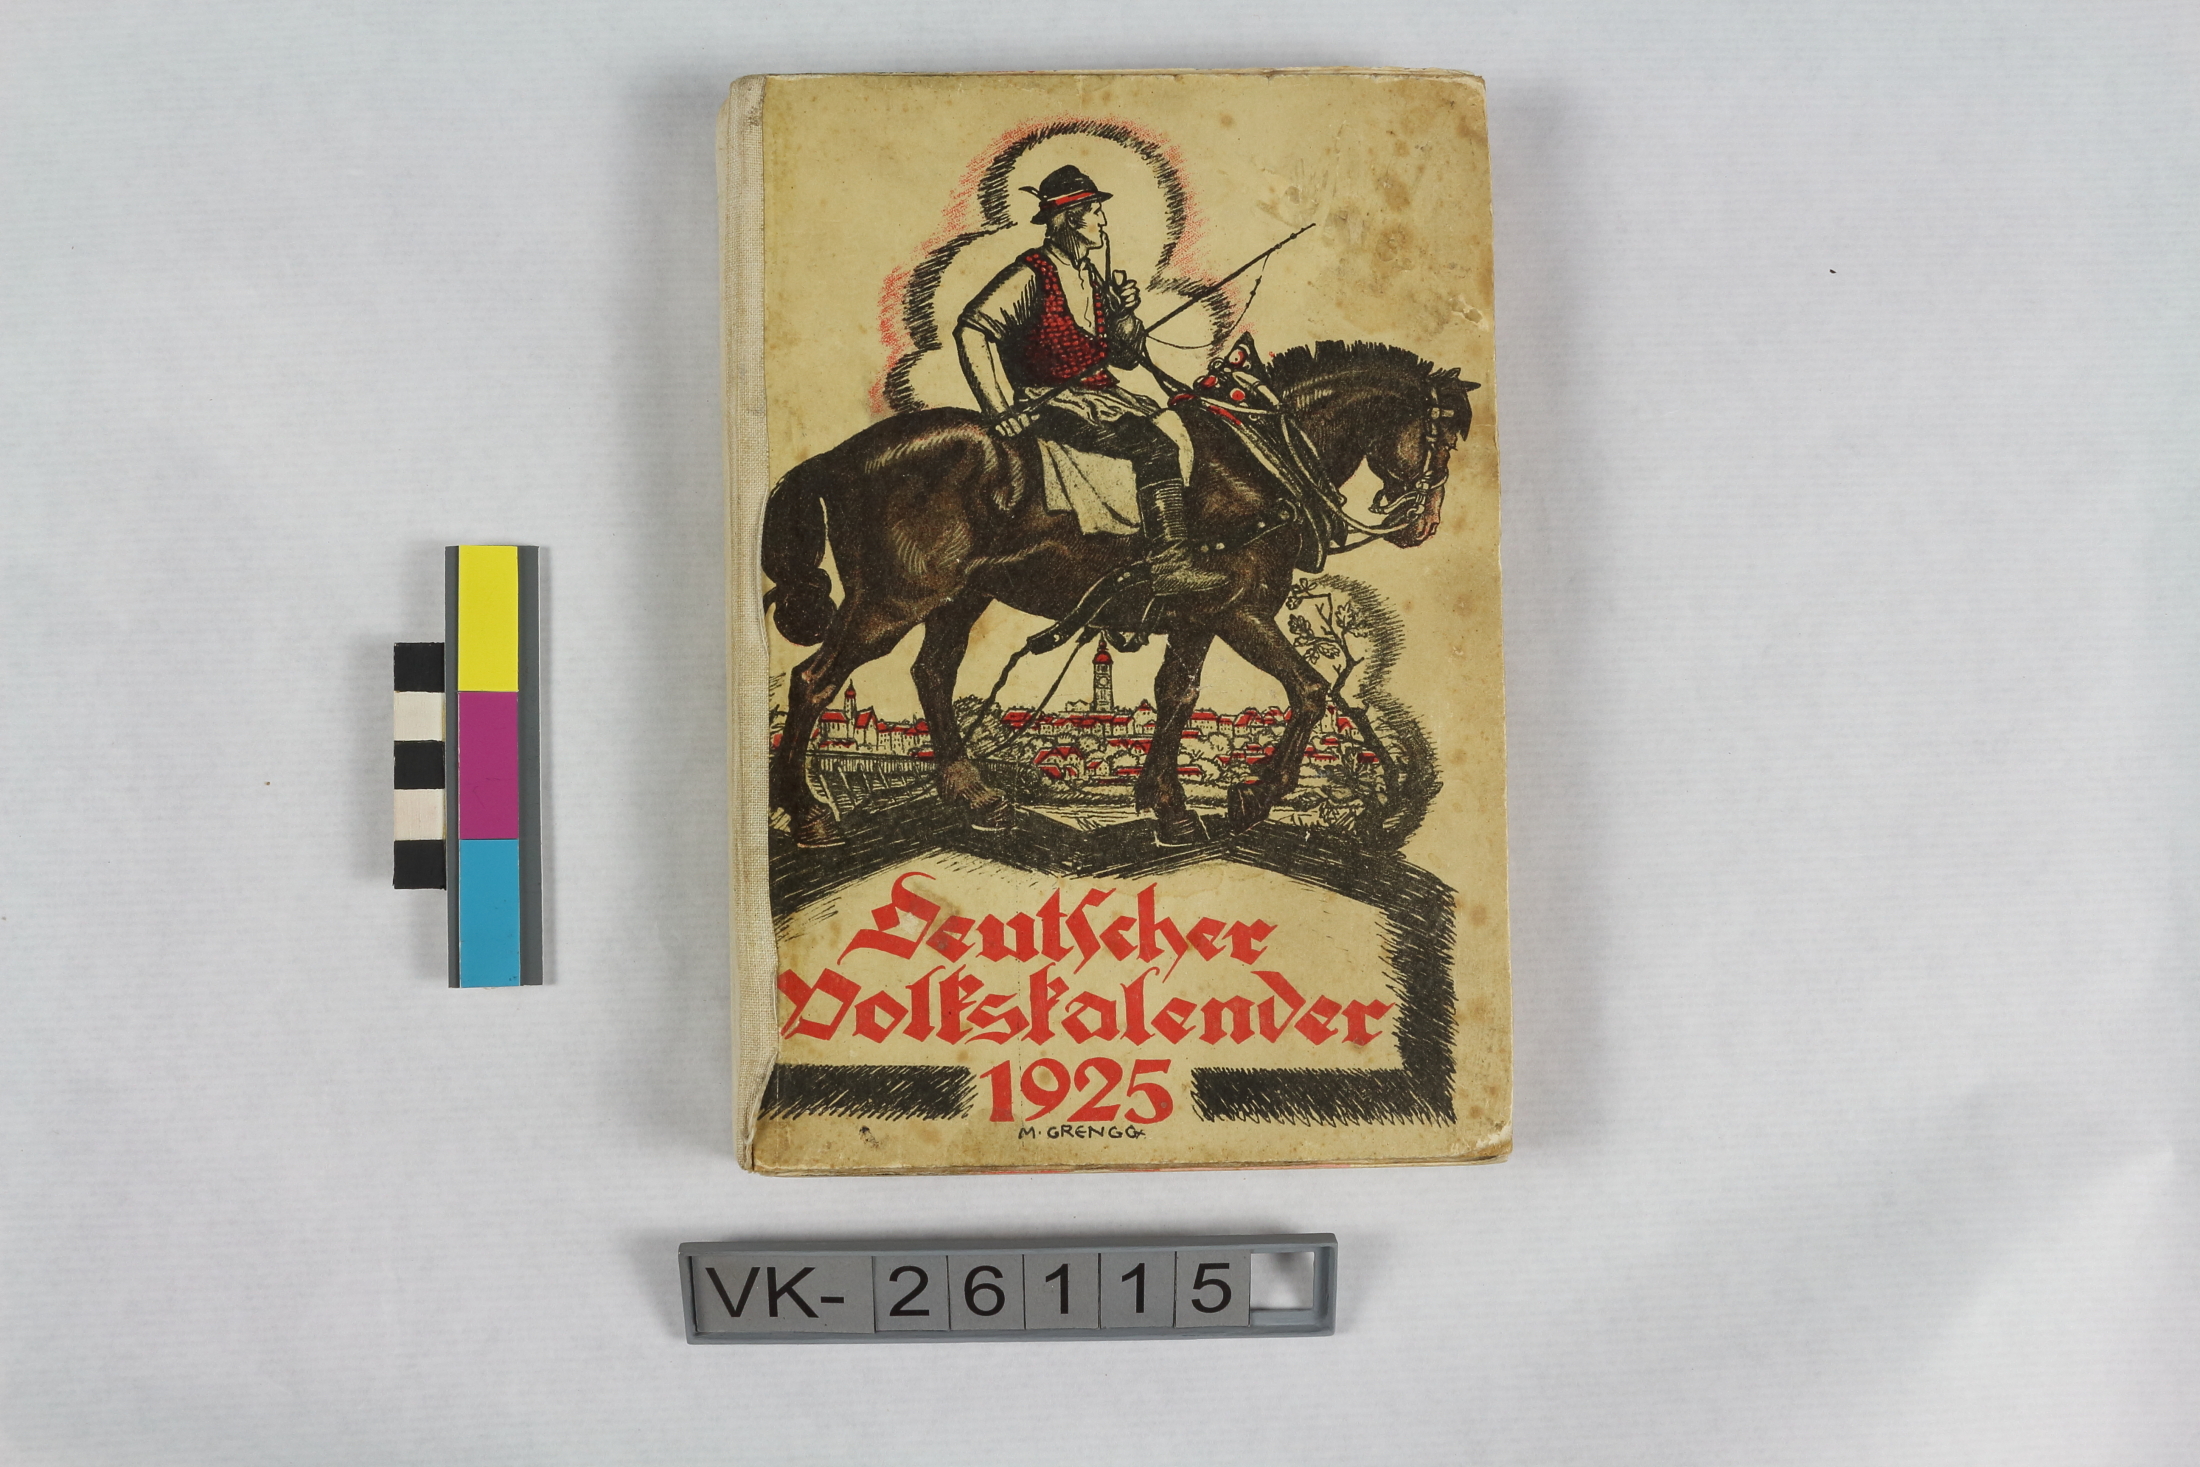 Deutscher
Volkskalender
1925
M. GRENGG
VK-26115